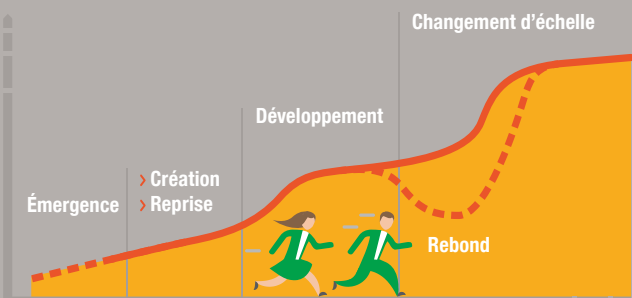 Changement d'échelle
Développement
› Création
› Reprise
Émergence
Rebond